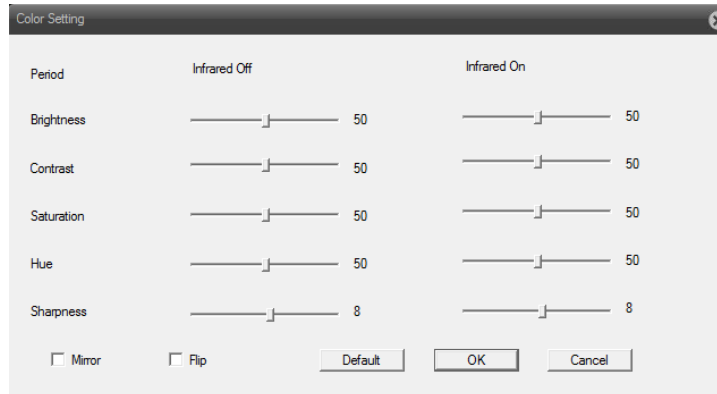 Color Setting
Period Infrared Off Infrared On
Brightness 50 50
Contrast 50 50
Saturation 50 50
Hue 50 50
Sharpness 8 8
Mirror Flip Default OK Cancel